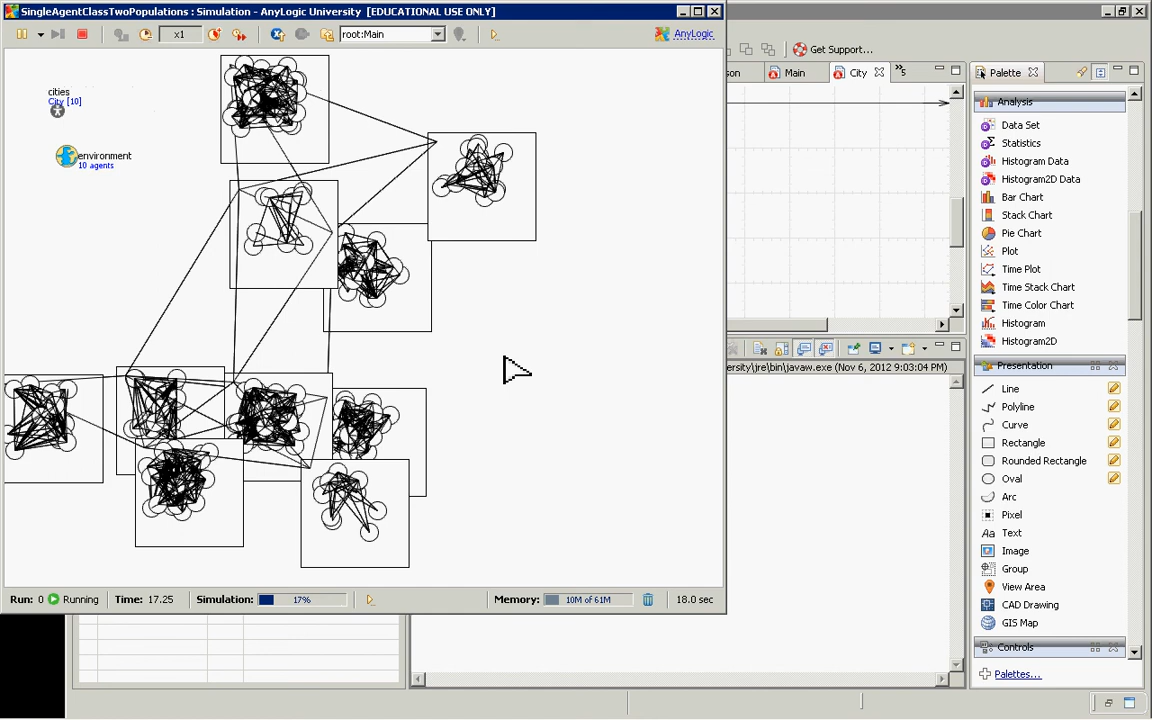 SingleAgentClassTwoPopulations : Simulation - AnyLogic University [EDUCATIONAL USE ONLY]
x1
root:Main
AnyLogic
Get Support...
cities
City [10]
environment
10 agents
son
Main
City
5
Palette
Analysis
Data Set
Statistics
Histogram Data
Histogram2D Data
Bar Chart
Stack Chart
Pie Chart
Plot
Time Plot
Time Stack Chart
Time Color Chart
Histogram
Histogram2D
Presentation
Line
Polyline
Curve
Rectangle
Rounded Rectangle
Oval
Arc
Pixel
Text
Image
Group
View Area
CAD Drawing
GIS Map
Controls
Palettes...
ersity\jre\bin\javaw.exe (Nov 6, 2012 9:03:04 PM)
Run: 0 Running Time: 17.25 Simulation: 17% Memory: 10M of 61M 18.0 sec